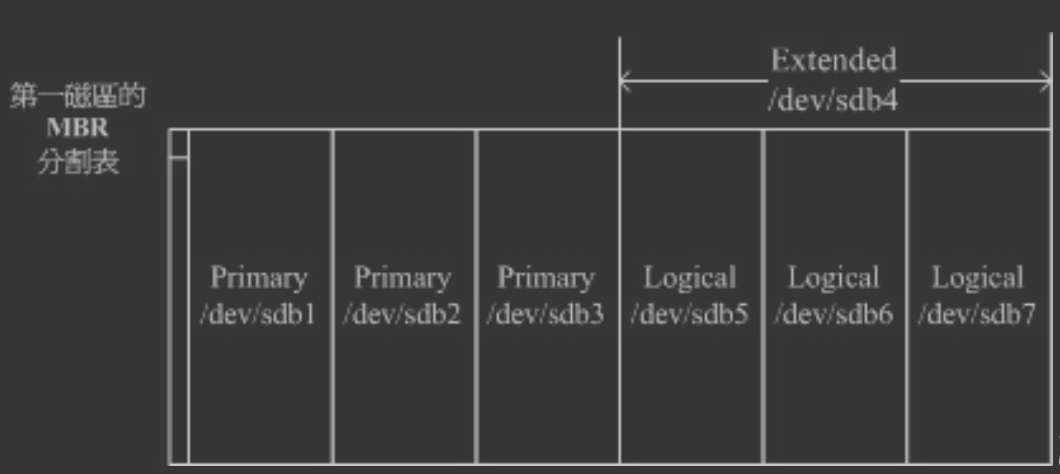 第一磁區的
MBR
分割表
Extended
/dev/sdb4
Primary
/dev/sdb1
Primary
/dev/sdb2
Primary
/dev/sdb3
Logical
/dev/sdb5
Logical
/dev/sdb6
Logical
/dev/sdb7